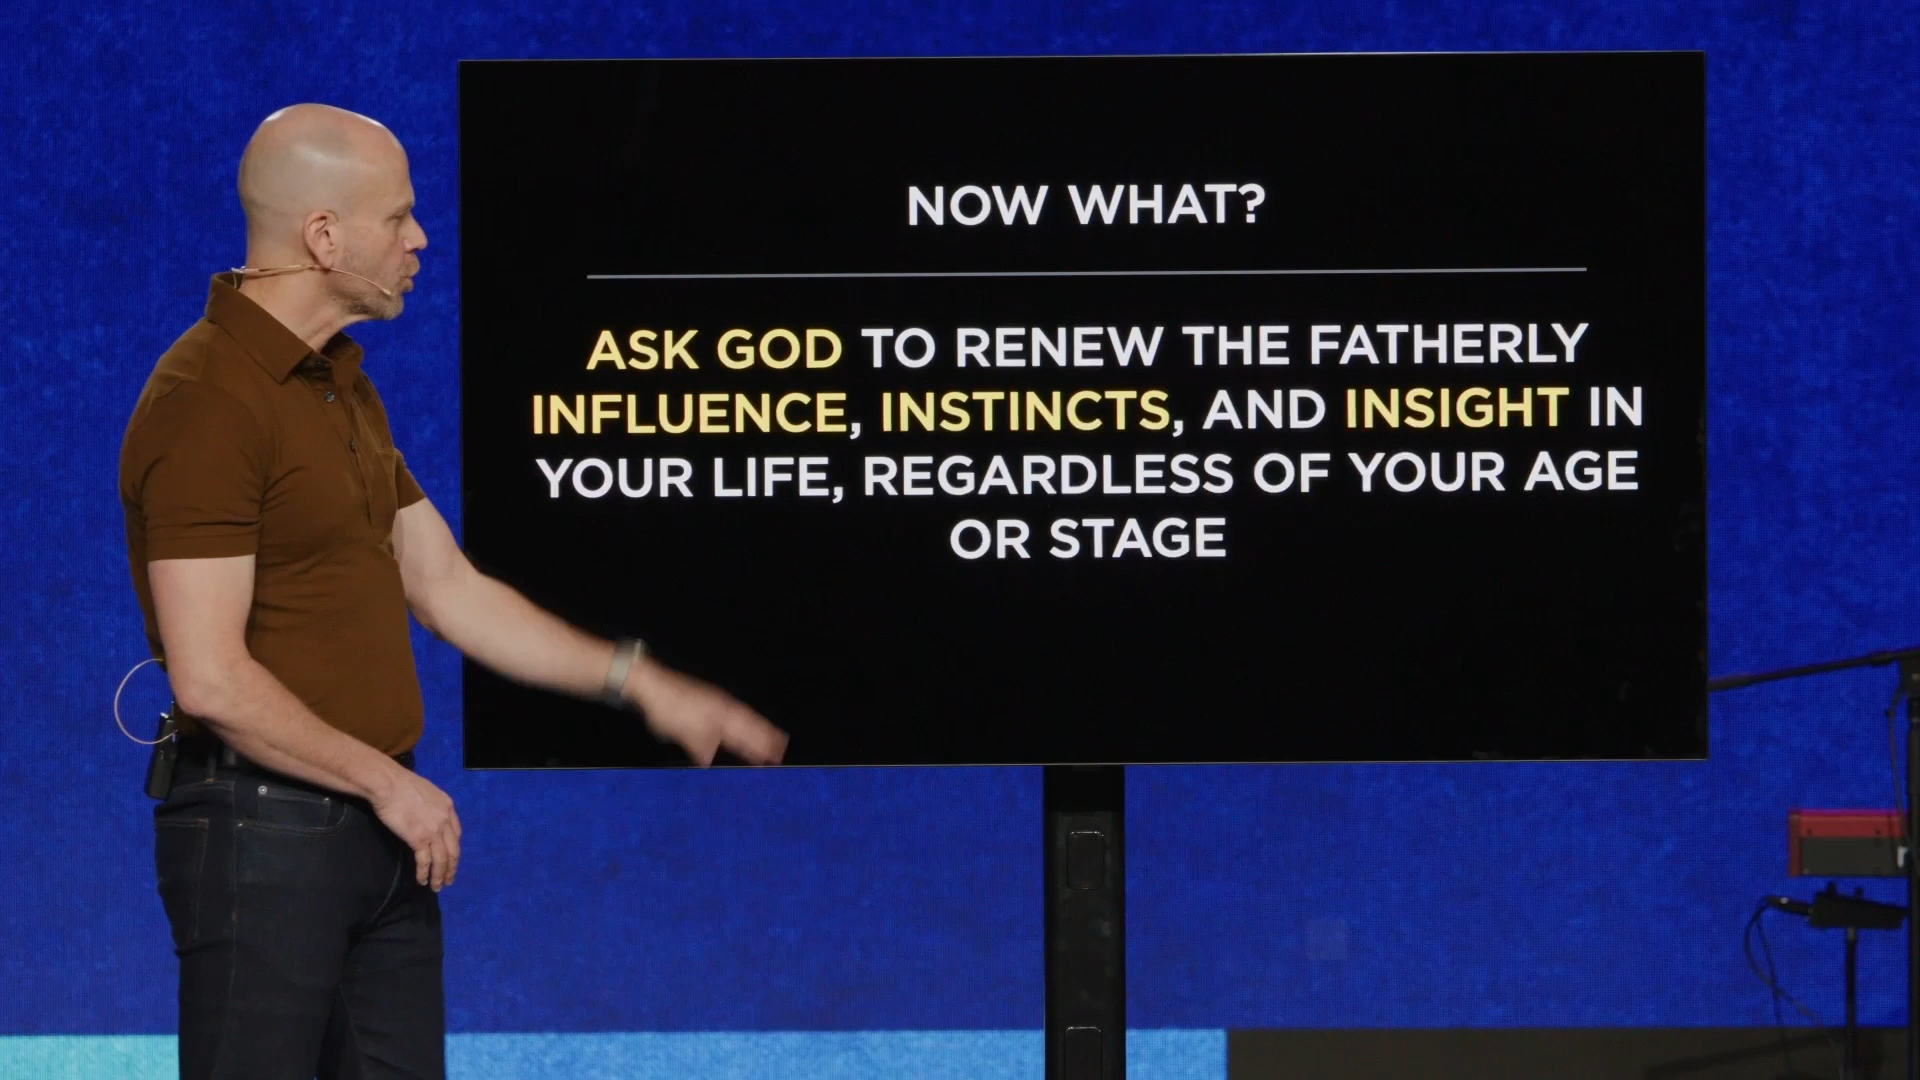 NOW WHAT?
ASK GOD TO RENEW THE FATHERLY
INFLUENCE, INSTINCTS, AND INSIGHT IN
YOUR LIFE, REGARDLESS OF YOUR AGE
OR STAGE